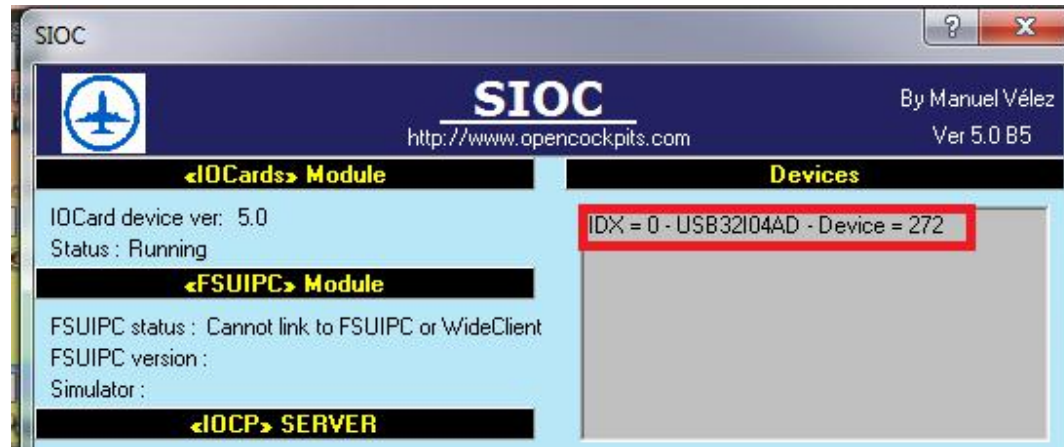 SIOC
SIOC
http://www.opencockpits.com
By Manuel Vélez
Ver 5.0 B5
«IOCards» Module
IOCard device ver: 5.0
Status : Running
«FSUIPC» Module
FSUIPC status : Cannot link to FSUIPC or WideClient
FSUIPC version :
Simulator :
«IOCP» SERVER
Devices
IDX = 0 - USB32I04AD - Device = 272